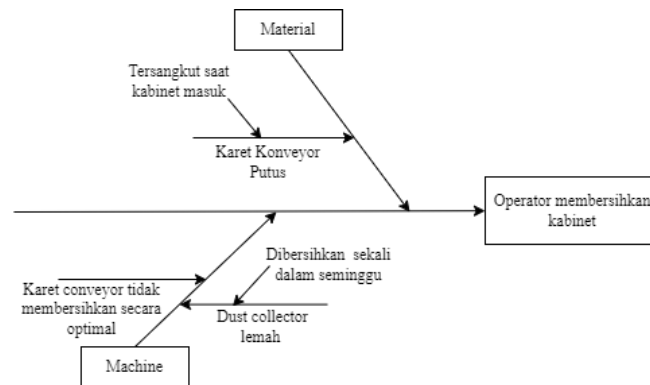 Material
Tersangkut saat
kabinet masuk
Karet Konveyor
Putus
Operator membersihkan
kabinet
Dibersihkan sekali
dalam seminggu
Karet conveyor tidak
membersihkan secara
optimal
Dust collector
lemah
Machine